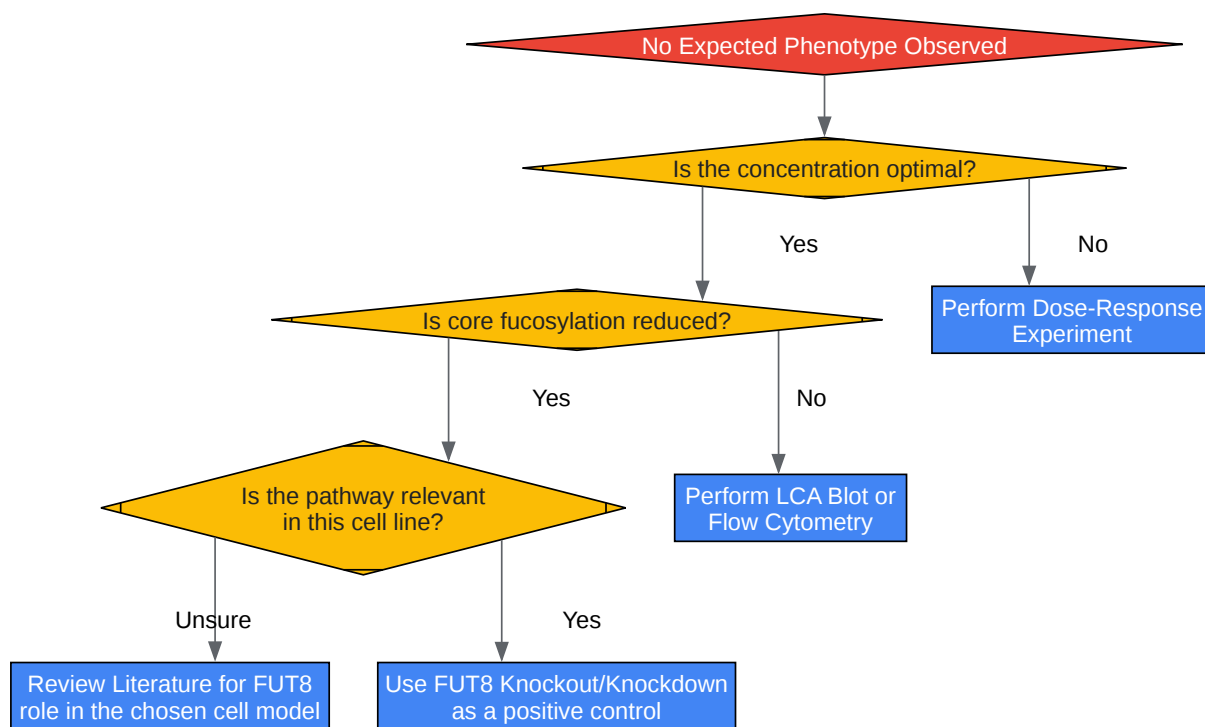 No Expected Phenotype Observed
Is the concentration optimal?
Yes
No
Perform Dose-Response
Experiment
Is core fucosylation reduced?
Yes
No
Is the pathway relevant
in this cell line?
Perform LCA Blot or
Flow Cytometry
Unsure
Yes
Review Literature for FUT8
role in the chosen cell model
Use FUT8 Knockout/Knockdown
as a positive control